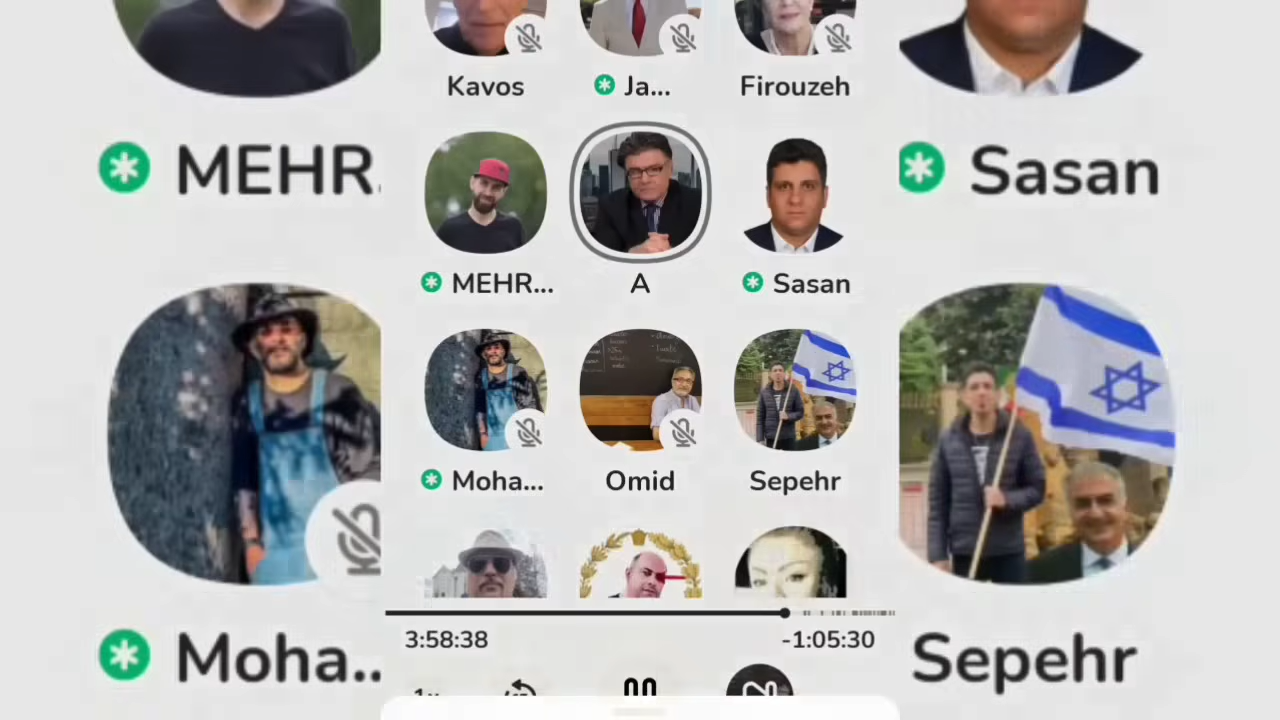 Kavos
Ja...
Firouzeh
MEHR...
A
Sasan
Moha...
Omid
Sepehr
3:58:38
-1:05:30
MEHR.
Sasan
Moha..
Sepehr